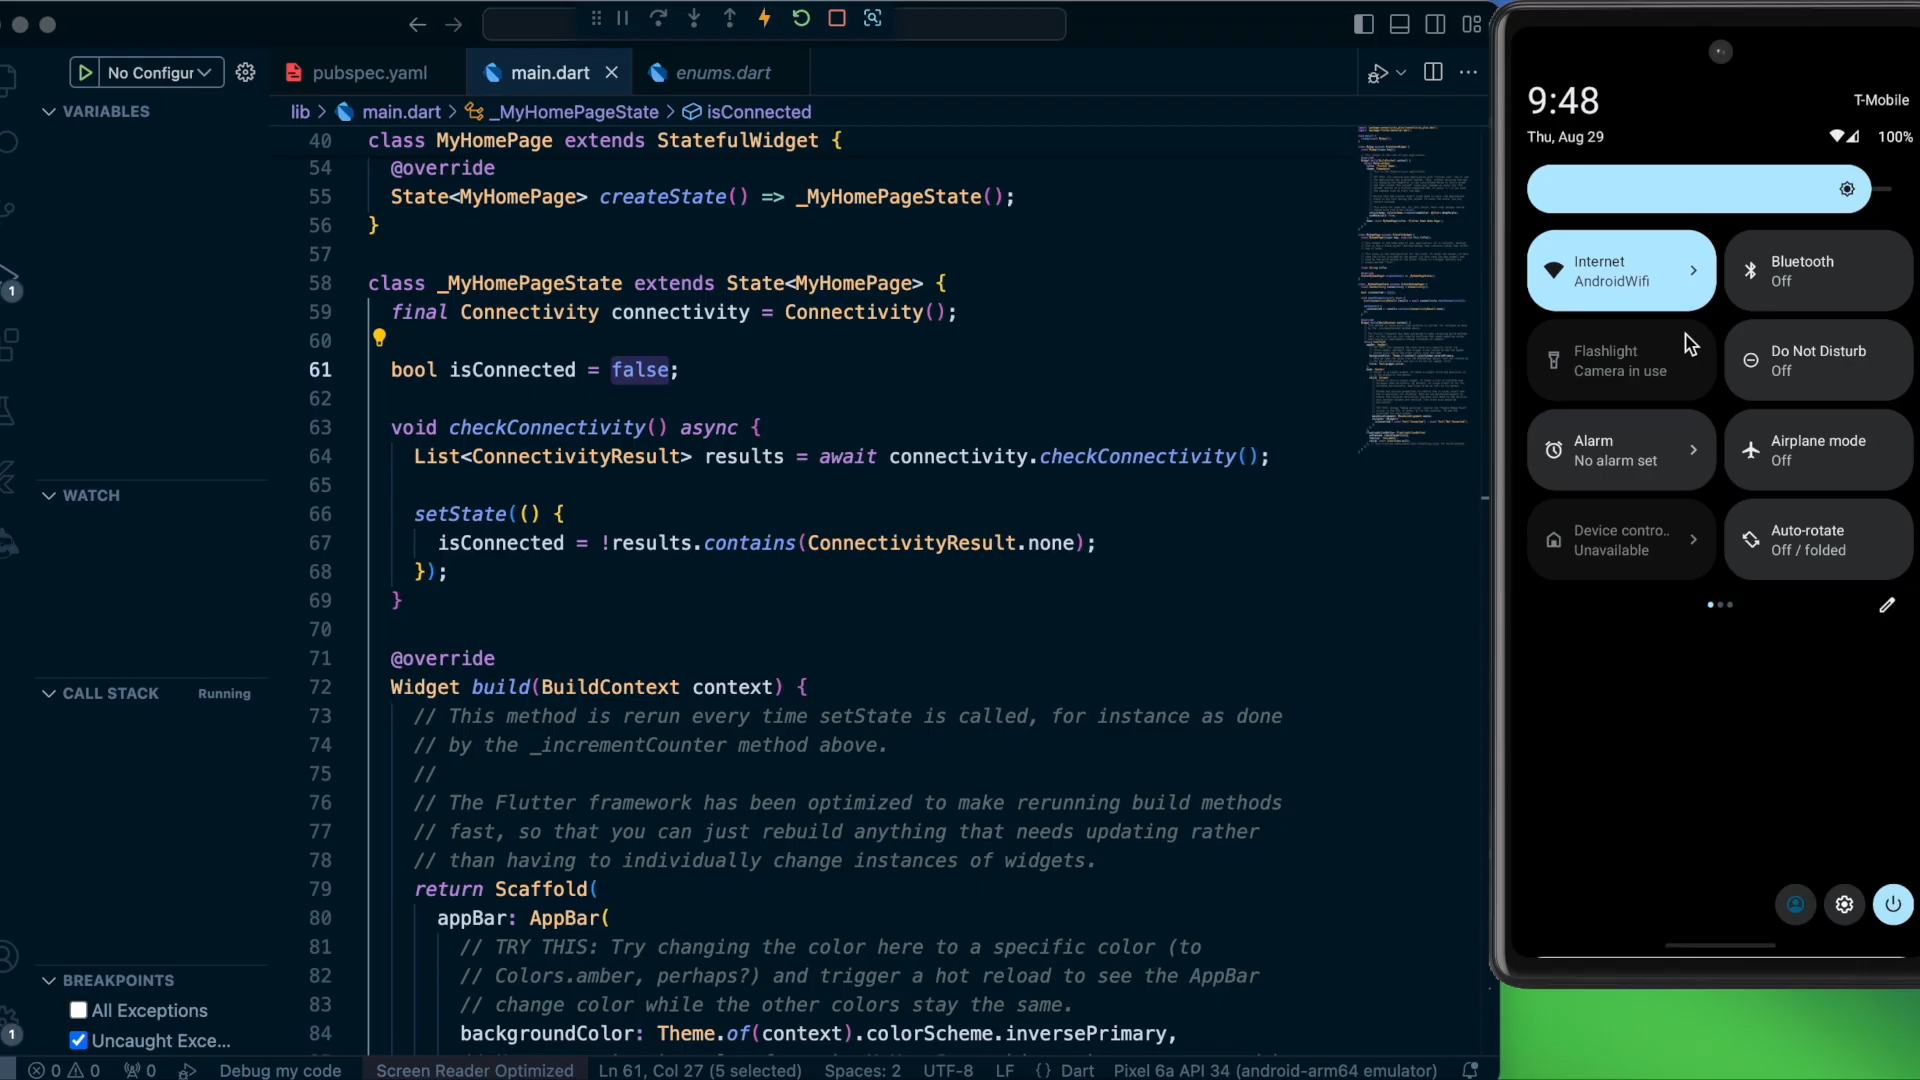 No Configur
pubspec.yaml
main.dart
enums.dart
VARIABLES
lib > main.dart > _MyHomePageState > isConnected
40 class MyHomePage extends StatefulWidget {
54 @override
55 State<MyHomePage> createState() => _MyHomePageState();
56 }
57
58 class _MyHomePageState extends State<MyHomePage> {
59 final Connectivity connectivity = Connectivity();
60
61 bool isConnected = false;
62
63 void checkConnectivity() async {
64 List<ConnectivityResult> results = await connectivity.checkConnectivity();
65
66 setState(() {
67 isConnected = !results.contains(ConnectivityResult.none);
68 });
69 }
70
71 @override
72 Widget build(BuildContext context) {
73 // This method is rerun every time setState is called, for instance as done
74 // by the _incrementCounter method above.
75 //
76 // The Flutter framework has been optimized to make rerunning build methods
77 // fast, so that you can just rebuild anything that needs updating rather
78 // than having to individually change instances of widgets.
79 return Scaffold(
80 appBar: AppBar(
81 // TRY THIS: Try changing the color here to a specific color (to
82 // Colors.amber, perhaps?) and trigger a hot reload to see the AppBar
83 // change color while the other colors stay the same.
84 backgroundColor: Theme.of(context).colorScheme.inversePrimary,
1
WATCH
CALL STACK Running
BREAKPOINTS
All Exceptions
Uncaught Exce...
1
0 0 0 Debug my code Screen Reader Optimized Ln 61, Col 27 (5 selected) Spaces: 2 UTF-8 LF {} Dart Pixel 6a API 34 (android-arm64 emulator)
9:48
T-Mobile
Thu, Aug 29
100%
Internet
AndroidWifi
Bluetooth
Off
Flashlight
Camera in use
Do Not Disturb
Off
Alarm
No alarm set
Airplane mode
Off
Device contro..
Unavailable
Auto-rotate
Off / folded